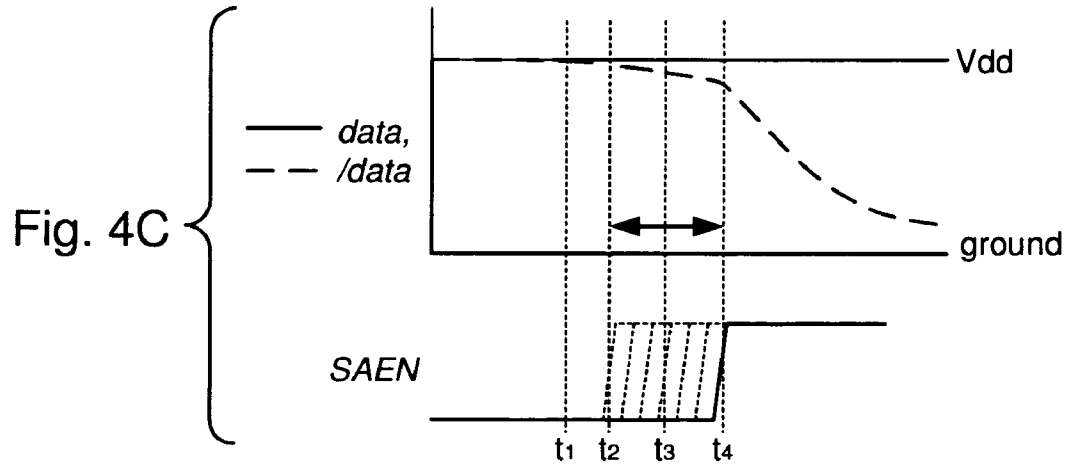 Fig. 4C
Vdd
data,
/data
ground
SAEN
t1 t2 t3 t4